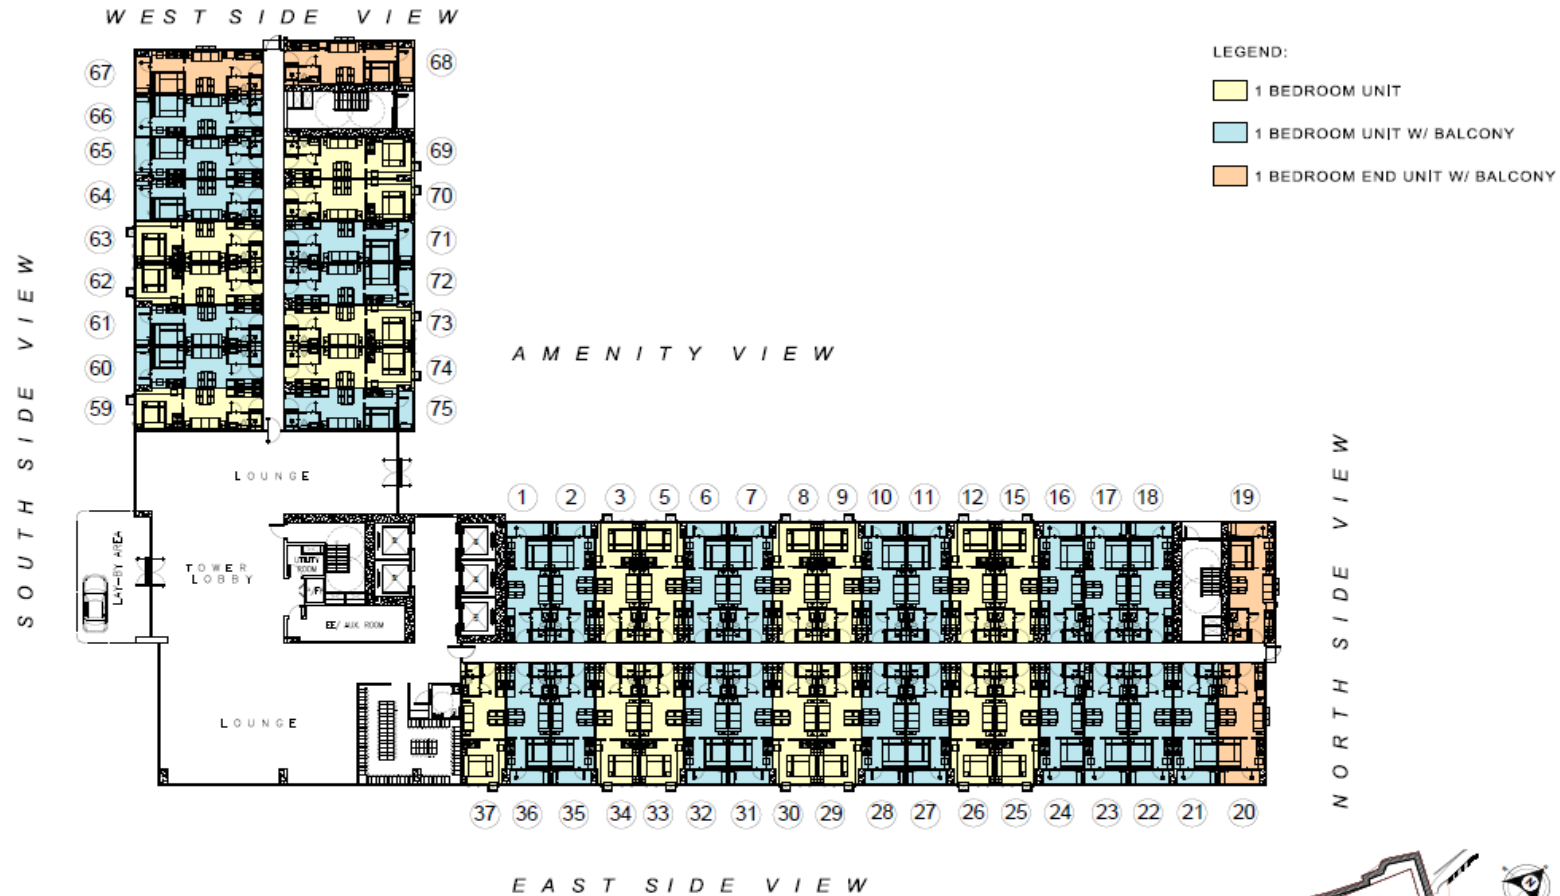 WEST SIDE VIEW
LEGEND:
1 BEDROOM UNIT
1 BEDROOM UNIT W/ BALCONY
1 BEDROOM END UNIT W/ BALCONY
67
68
66
65
69
64
70
63
71
62
72
61
73
60
74
59
75
SOUTH SIDE VIEW
AMENITY VIEW
NORTH SIDE VIEW
LOUNGE
1 2 3 5 6 7 8 9 10 11 12 15 16 17 18 19
LAY-BY AREA
TOWER
LOBBY
UTILITY
ROOM
EE/ AUX. ROOM
LOUNGE
37 36 35 34 33 32 31 30 29 28 27 26 25 24 23 22 21 20
EAST SIDE VIEW